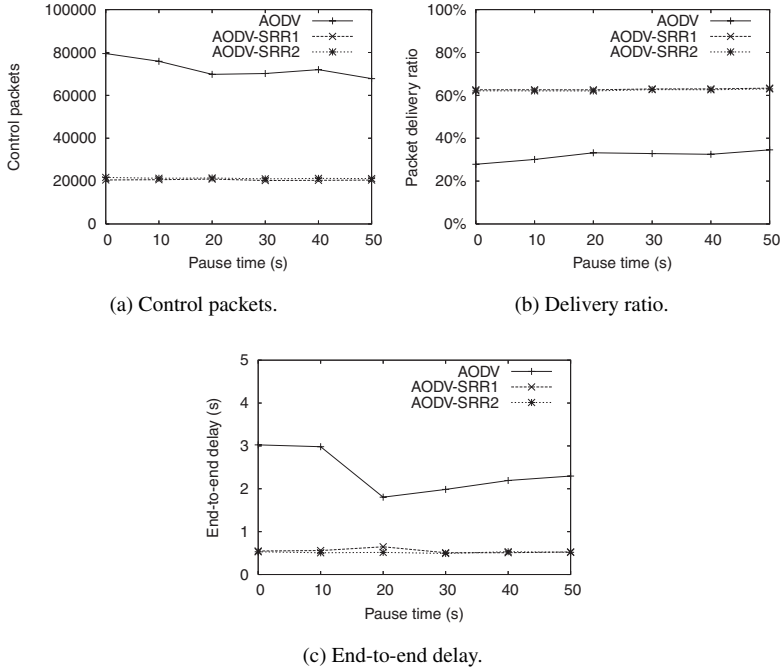 100000
80000
60000
40000
20000
0
Control packets
0 10 20 30 40 50
Pause time (s)
AODV
AODV-SRR1
AODV-SRR2
(a) Control packets.
100%
80%
60%
40%
20%
0%
Packet delivery ratio
0 10 20 30 40 50
Pause time (s)
AODV
AODV-SRR1
AODV-SRR2
(b) Delivery ratio.
5
4
3
2
1
0
End-to-end delay (s)
0 10 20 30 40 50
Pause time (s)
AODV
AODV-SRR1
AODV-SRR2
(c) End-to-end delay.